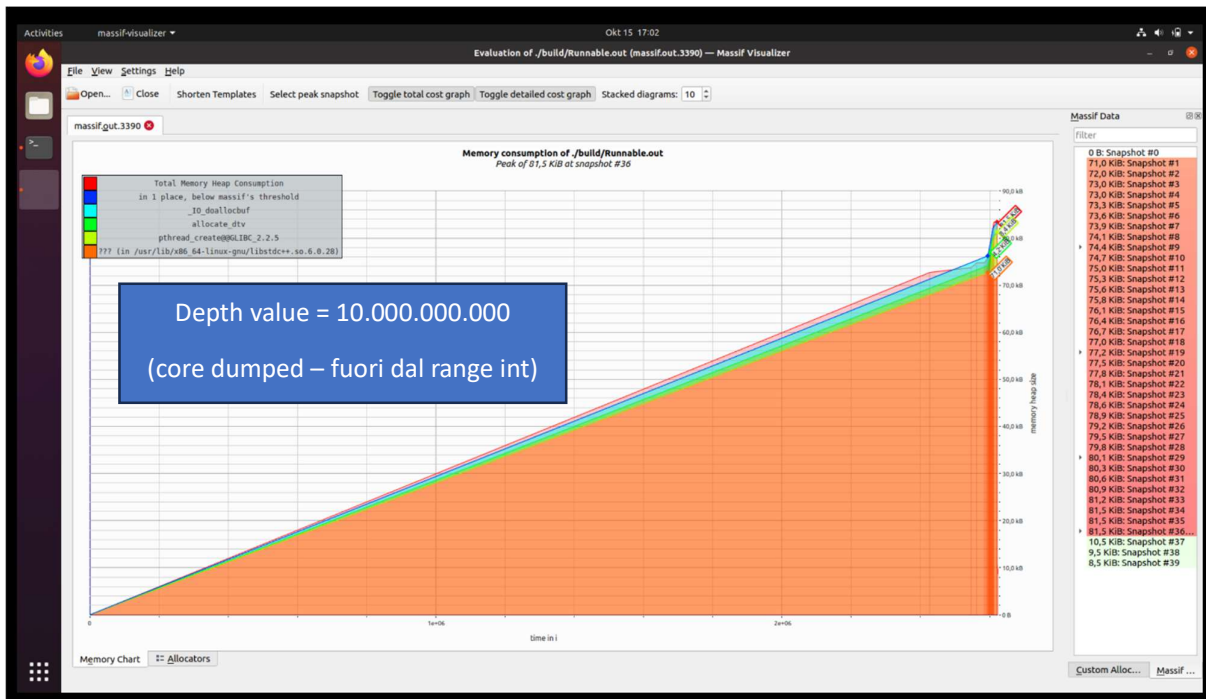 Activities massif-visualizer Okt 15 17:02
Evaluation of ./build/Runnable.out (massif.out.3390) — Massif Visualizer
File View Settings Help
Open... Close Shorten Templates Select peak snapshot Toggle total cost graph Toggle detailed cost graph Stacked diagrams: 10
massif.out.3390
Memory consumption of ./build/Runnable.out
Peak of 81,5 KiB at snapshot #36
Total Memory Heap Consumption
in 1 place, below massif's threshold
_IO_doallocbuf
allocate_dtv
pthread_create@@GLIBC_2.2.5
??? (in /usr/lib/x86_64-linux-gnu/libstdc++.so.6.0.28)
Depth value = 10.000.000.000
(core dumped – fuori dal range int)
90,0 kB
70,0 kB
60,0 kB
50,0 kB
40,0 kB
30,0 kB
20,0 kB
10,0 kB
0 B
memory heap size
0 1e+06 2e+06
time in i
Memory Chart Allocators
Massif Data
filter
0 B: Snapshot #0
71,0 KiB: Snapshot #1
72,0 KiB: Snapshot #2
73,0 KiB: Snapshot #3
73,0 KiB: Snapshot #4
73,3 KiB: Snapshot #5
73,6 KiB: Snapshot #6
73,9 KiB: Snapshot #7
74,1 KiB: Snapshot #8
74,4 KiB: Snapshot #9
74,7 KiB: Snapshot #10
75,0 KiB: Snapshot #11
75,3 KiB: Snapshot #12
75,6 KiB: Snapshot #13
75,8 KiB: Snapshot #14
76,1 KiB: Snapshot #15
76,4 KiB: Snapshot #16
76,7 KiB: Snapshot #17
77,0 KiB: Snapshot #18
77,2 KiB: Snapshot #19
77,5 KiB: Snapshot #20
77,8 KiB: Snapshot #21
78,1 KiB: Snapshot #22
78,4 KiB: Snapshot #23
78,6 KiB: Snapshot #24
78,9 KiB: Snapshot #25
79,2 KiB: Snapshot #26
79,5 KiB: Snapshot #27
79,8 KiB: Snapshot #28
80,1 KiB: Snapshot #29
80,3 KiB: Snapshot #30
80,6 KiB: Snapshot #31
80,9 KiB: Snapshot #32
81,2 KiB: Snapshot #33
81,5 KiB: Snapshot #34
81,5 KiB: Snapshot #35
81,5 KiB: Snapshot #36...
10,5 KiB: Snapshot #37
9,5 KiB: Snapshot #38
8,5 KiB: Snapshot #39
Custom Alloc... Massif ...